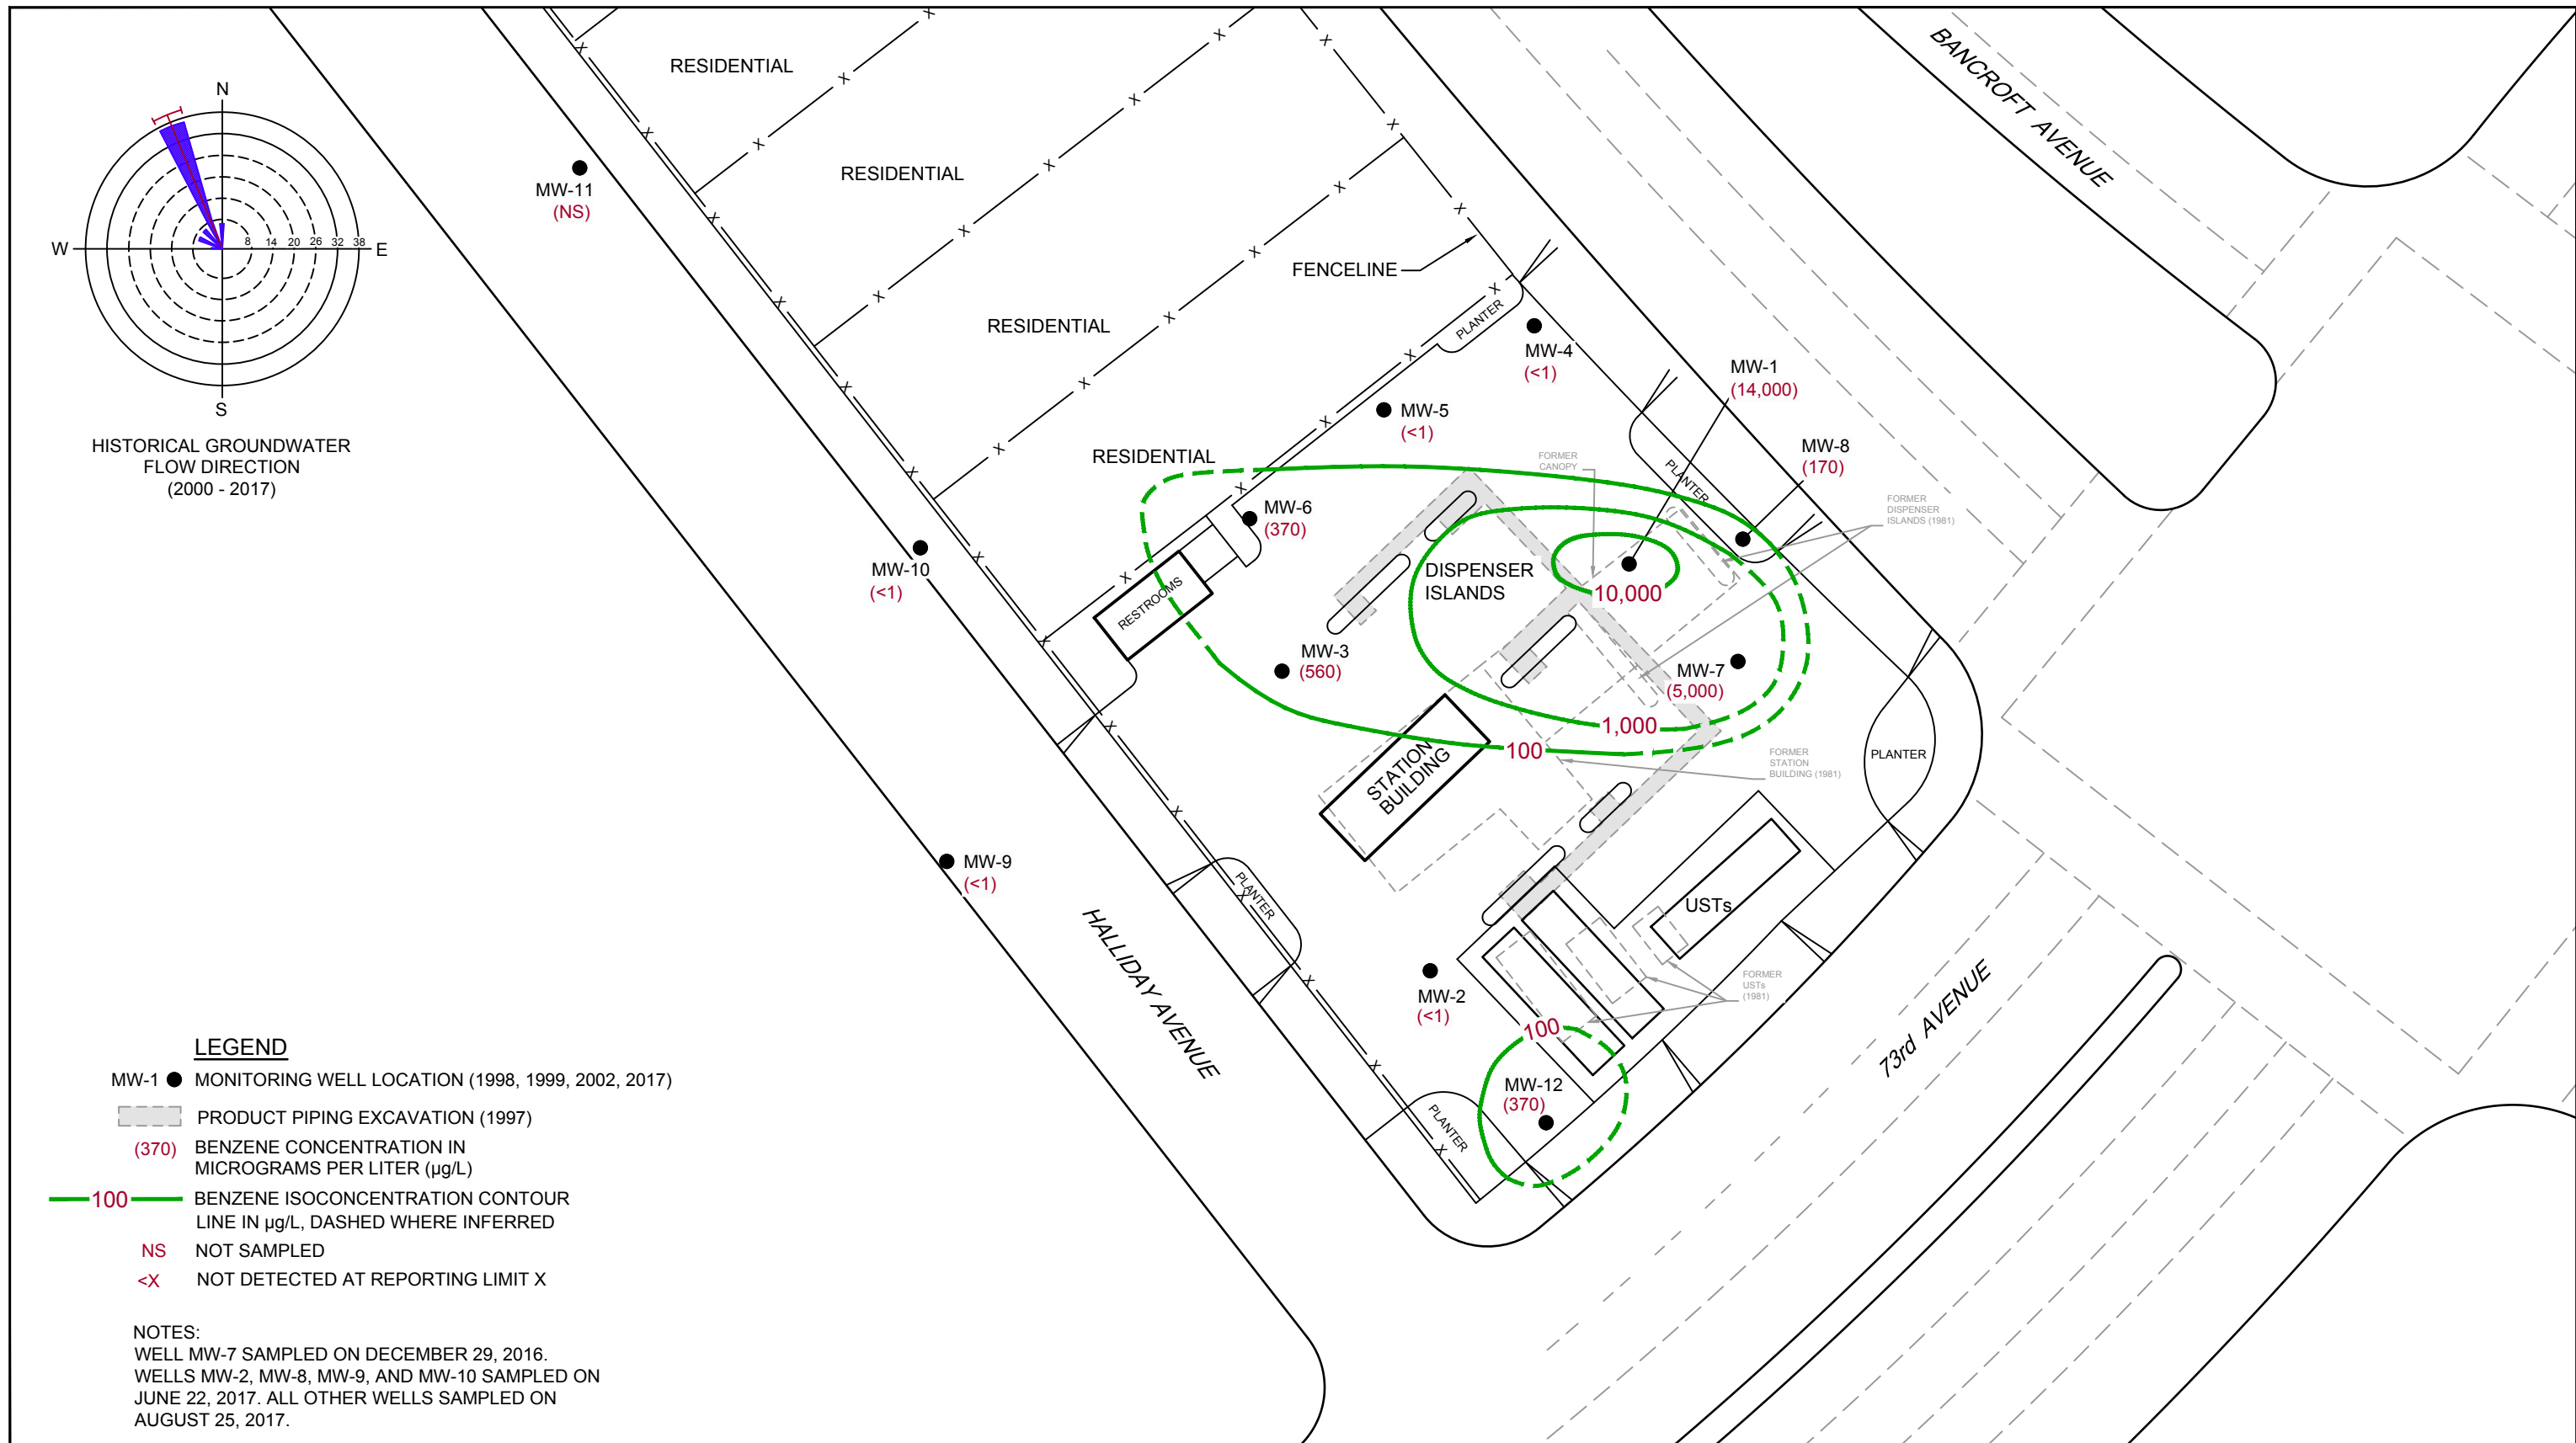 N
W
E
S
8 14 20 26 32 38
HISTORICAL GROUNDWATER
FLOW DIRECTION
(2000 - 2017)
RESIDENTIAL
RESIDENTIAL
RESIDENTIAL
RESIDENTIAL
BANCROFT AVENUE
MW-11
(NS)
FENCELINE
PLANTER
MW-4
(<1)
MW-1
(14,000)
MW-5
(<1)
MW-8
(170)
FORMER
CANOPY
PLANTER
FORMER
DISPENSER
ISLANDS (1981)
MW-6
(370)
MW-10
(<1)
RESTROOMS
DISPENSER
ISLANDS
10,000
MW-3
(560)
MW-7
(5,000)
1,000
100
STATION
BUILDING
FORMER
STATION
BUILDING (1981)
PLANTER
MW-9
(<1)
PLANTER
HALLIDAY AVENUE
USTs
MW-2
(<1)
FORMER
USTs
(1981)
73rd AVENUE
100
MW-12
(370)
PLANTER
LEGEND
MW-1 MONITORING WELL LOCATION (1998, 1999, 2002, 2017)
PRODUCT PIPING EXCAVATION (1997)
(370) BENZENE CONCENTRATION IN
MICROGRAMS PER LITER (µg/L)
100 BENZENE ISOCONCENTRATION CONTOUR
LINE IN µg/L, DASHED WHERE INFERRED
NS NOT SAMPLED
<X NOT DETECTED AT REPORTING LIMIT X
NOTES:
WELL MW-7 SAMPLED ON DECEMBER 29, 2016.
WELLS MW-2, MW-8, MW-9, AND MW-10 SAMPLED ON
JUNE 22, 2017. ALL OTHER WELLS SAMPLED ON
AUGUST 25, 2017.